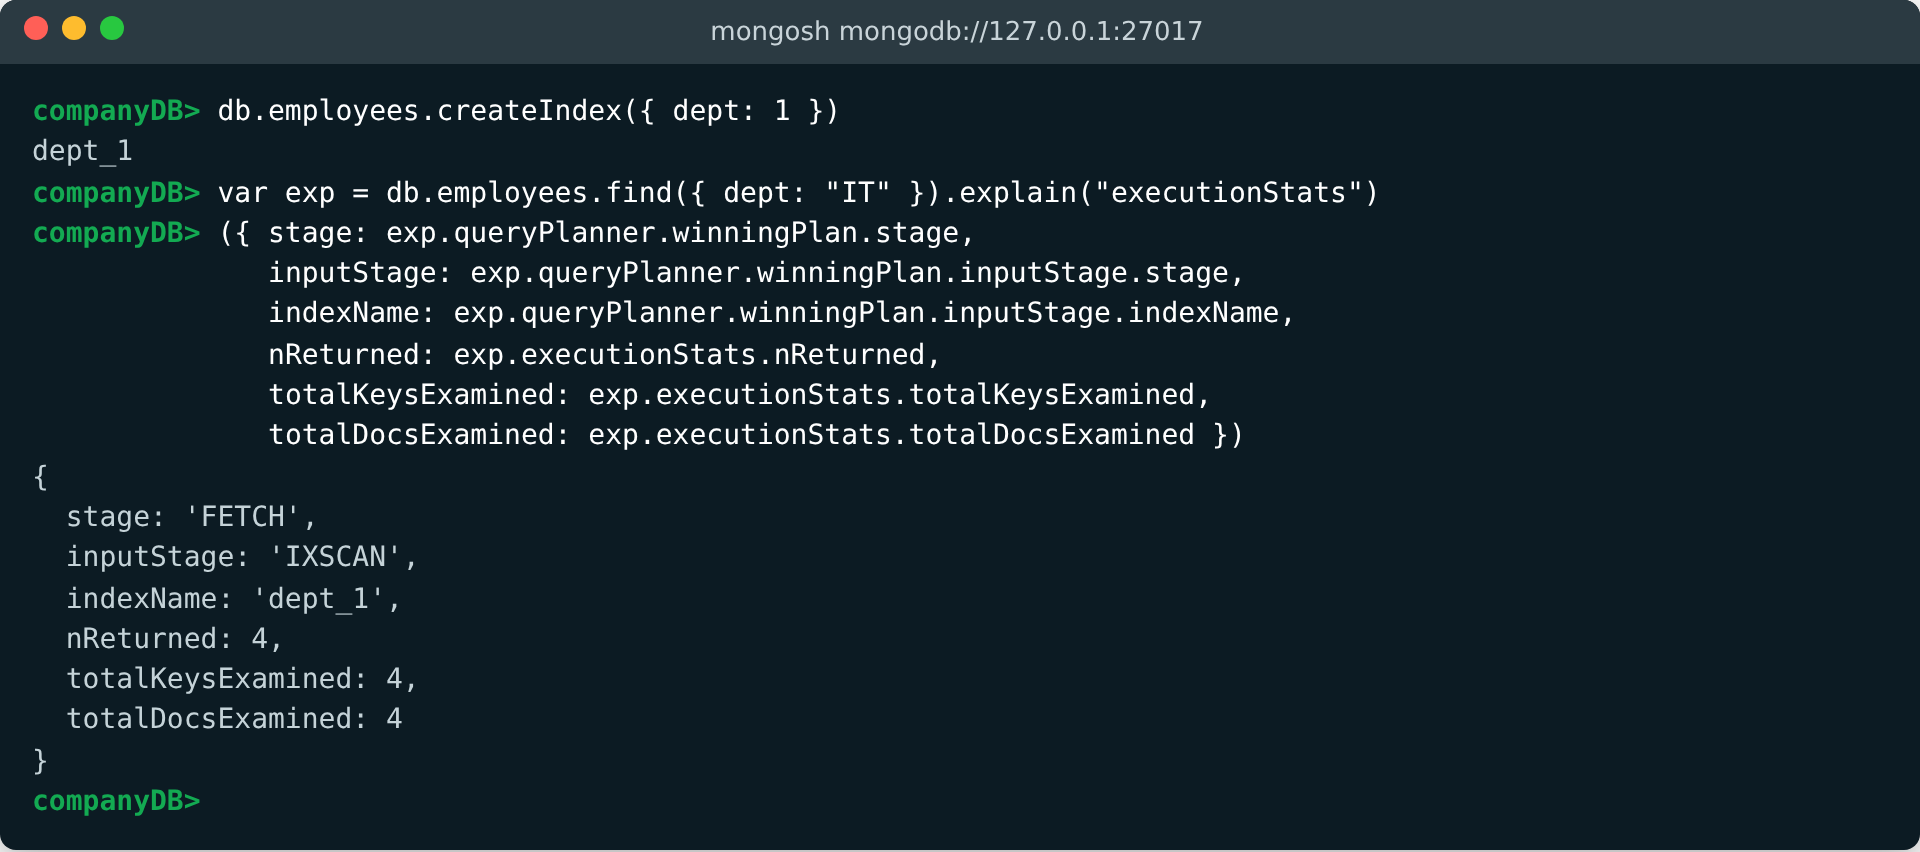 mongosh mongodb://127.0.0.1:27017
companyDB> db.employees.createIndex({ dept: 1 })
dept_1
companyDB> var exp = db.employees.find({ dept: "IT" }).explain("executionStats")
companyDB> ({ stage: exp.queryPlanner.winningPlan.stage,
              inputStage: exp.queryPlanner.winningPlan.inputStage.stage,
              indexName: exp.queryPlanner.winningPlan.inputStage.indexName,
              nReturned: exp.executionStats.nReturned,
              totalKeysExamined: exp.executionStats.totalKeysExamined,
              totalDocsExamined: exp.executionStats.totalDocsExamined })
{
  stage: 'FETCH',
  inputStage: 'IXSCAN',
  indexName: 'dept_1',
  nReturned: 4,
  totalKeysExamined: 4,
  totalDocsExamined: 4
}
companyDB>